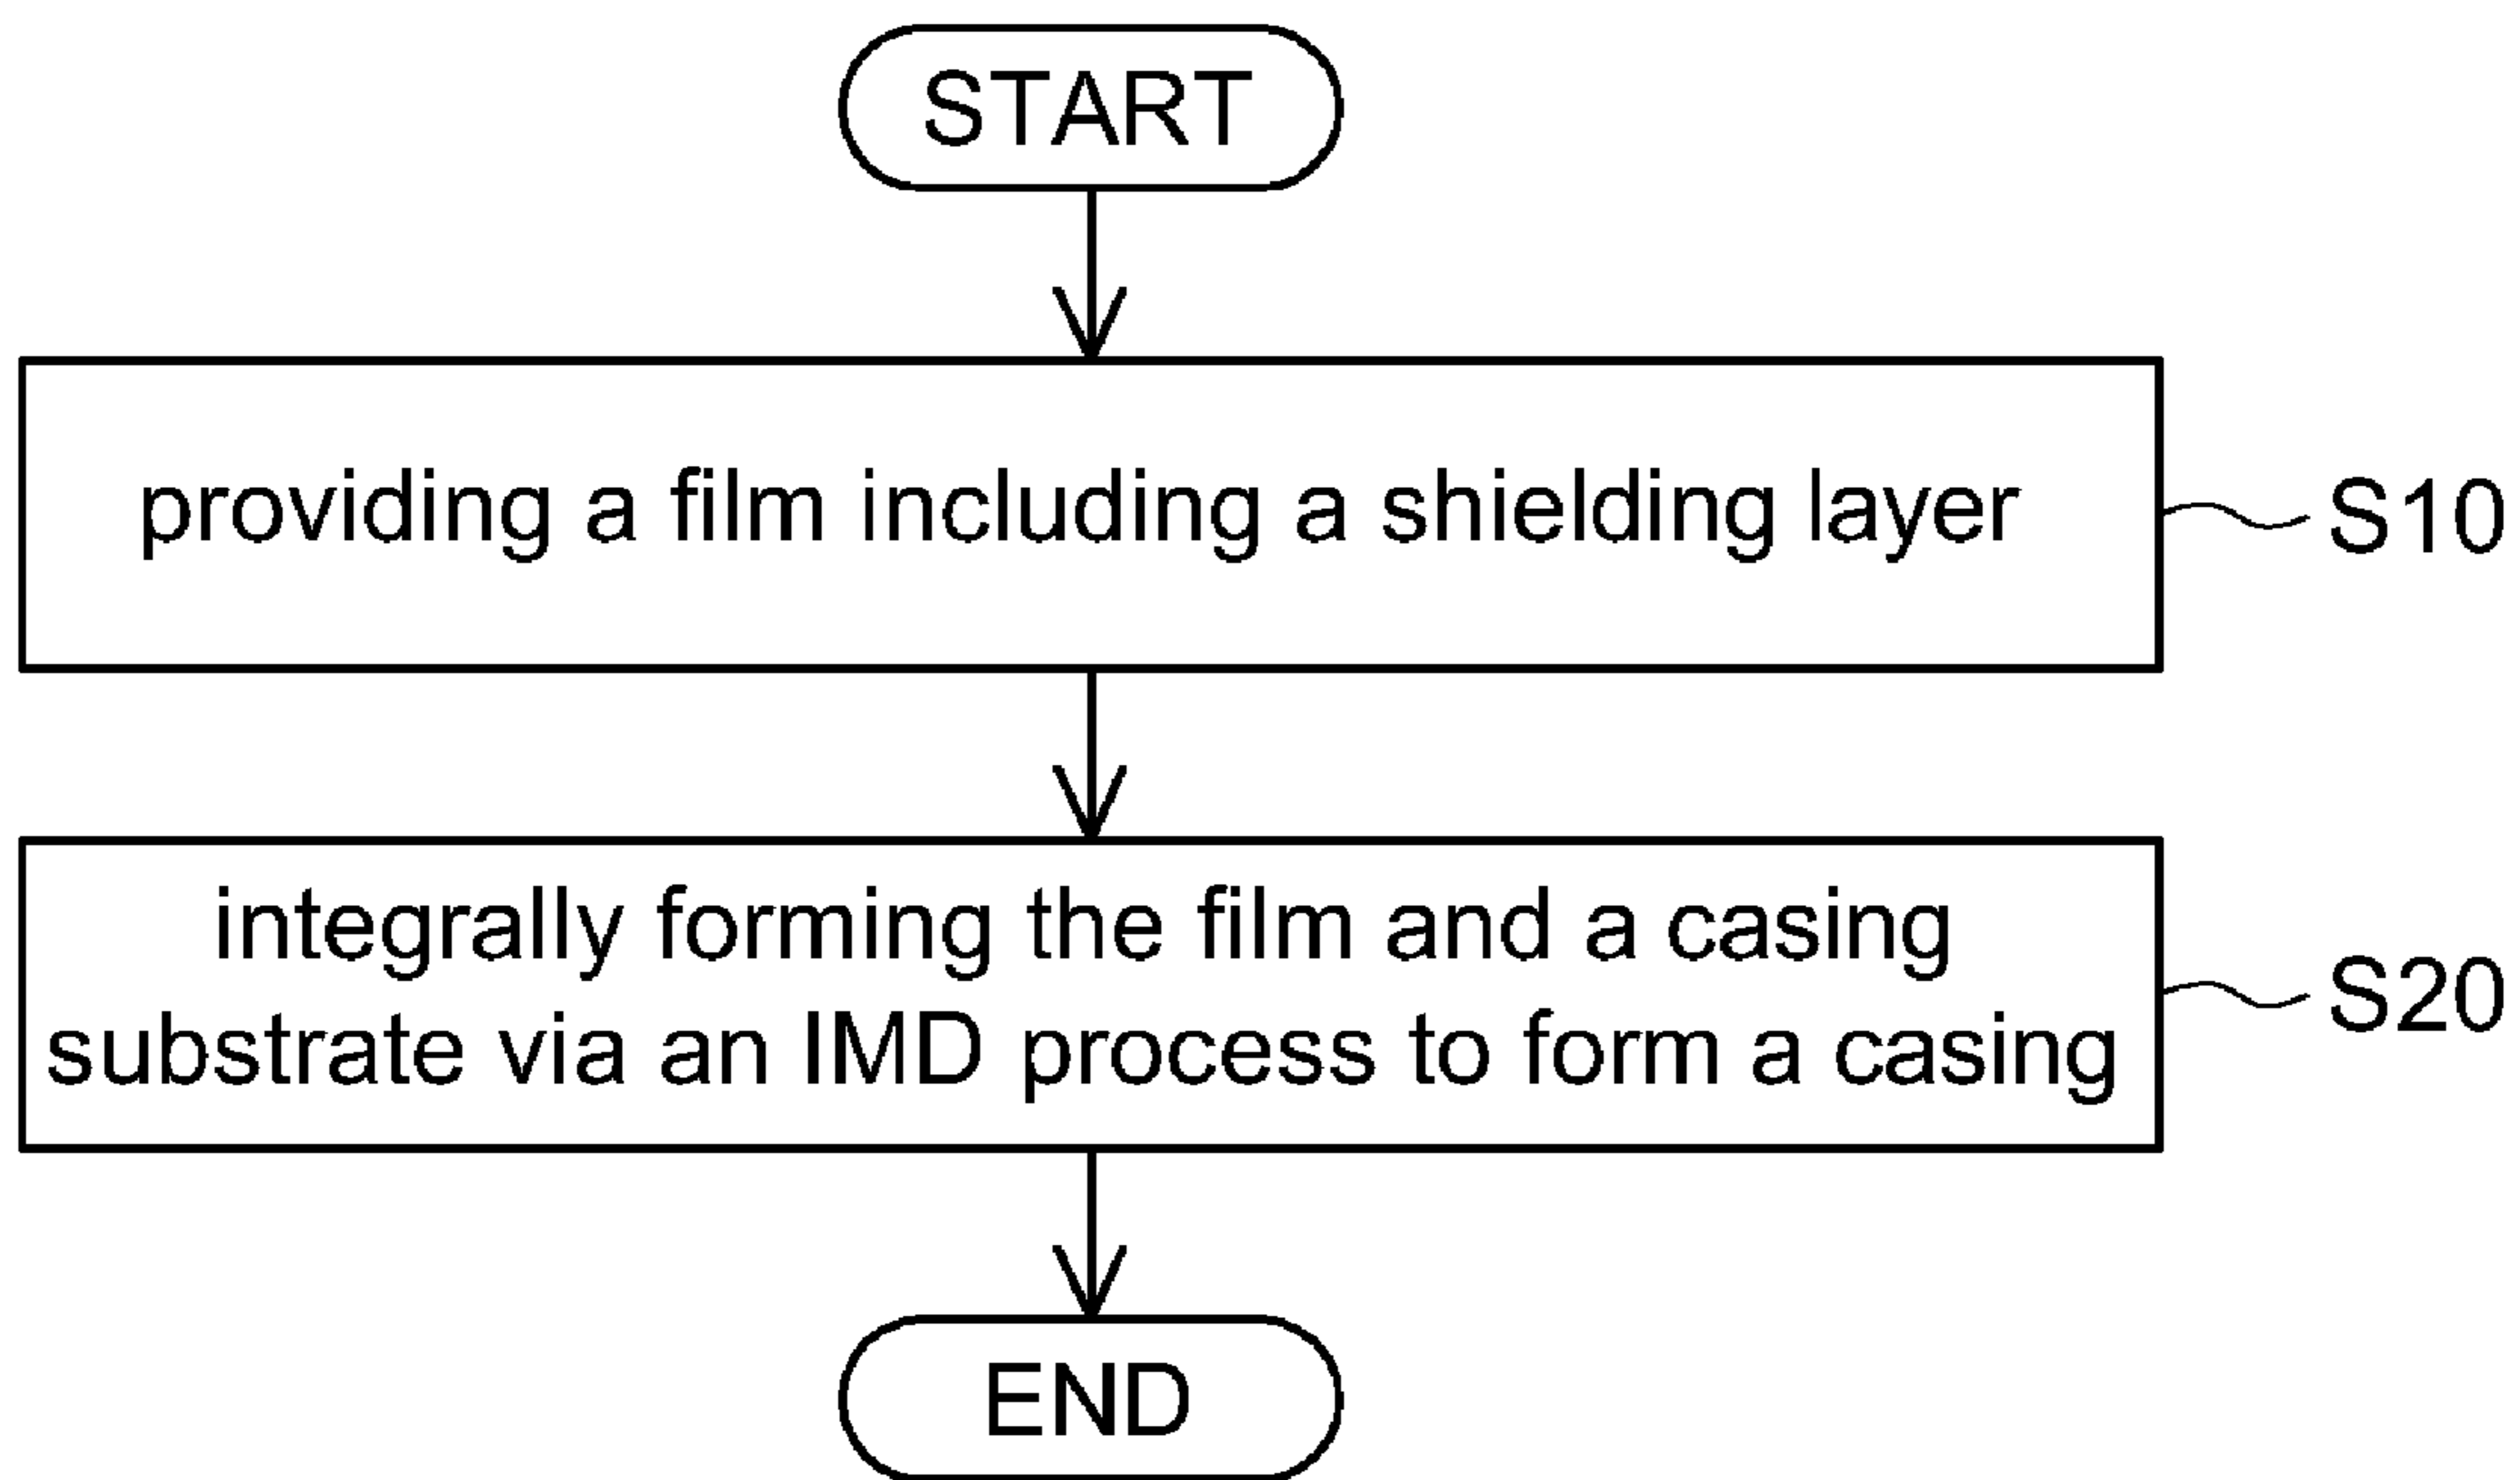 START
providing a film including a shielding layer
S10
integrally forming the film and a casing
substrate via an IMD process to form a casing
S20
END